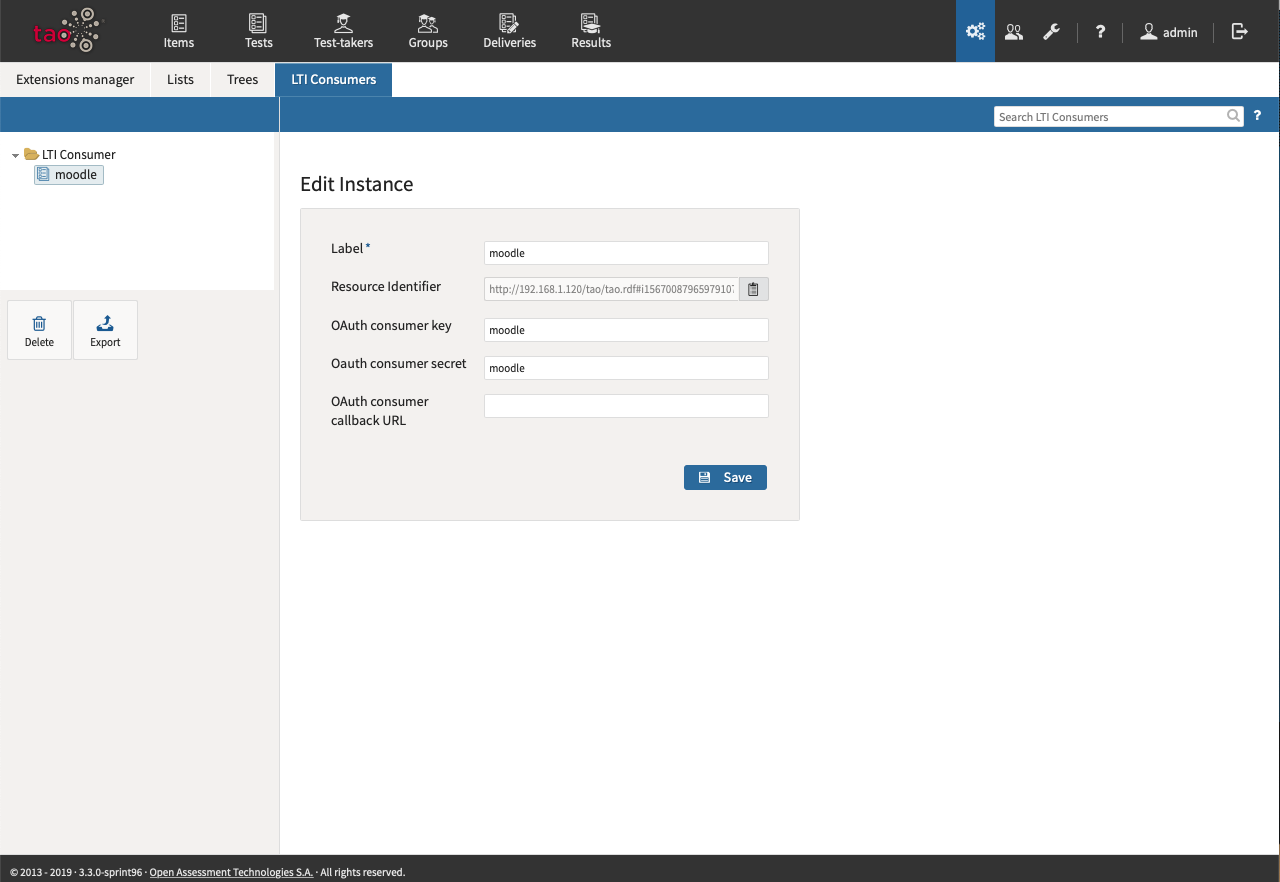 tao
Items
Tests
Test-takers
Groups
Deliveries
Results
?
admin
Extensions manager
Lists
Trees
LTI Consumers
Search LTI Consumers
?
LTI Consumer
moodle
Edit Instance
Label *
moodle
Resource Identifier
http://192.168.1.120/tao/tao.rdf#i1567008796597910
OAuth consumer key
moodle
Oauth consumer secret
moodle
OAuth consumer
callback URL
Save
Delete
Export
© 2013 - 2019 · 3.3.0-sprint96 · Open Assessment Technologies S.A. · All rights reserved.